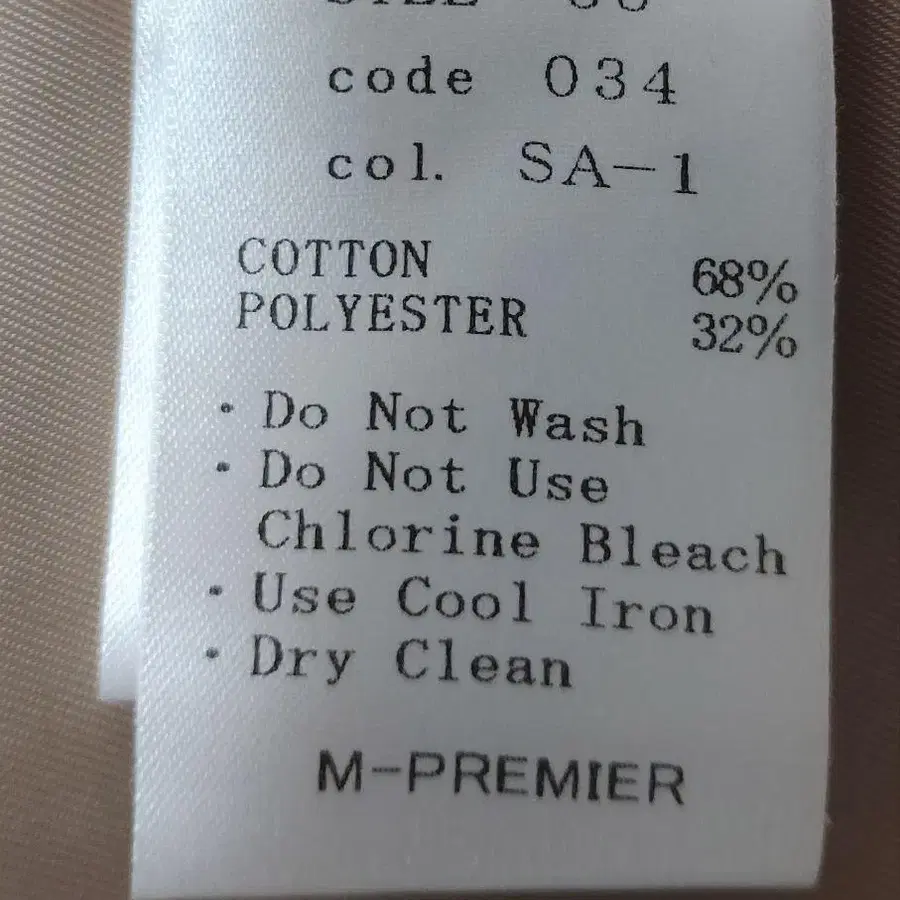 code 034
col. SA-1
COTTON 68%
POLYESTER 32%
· Do Not Wash
· Do Not Use
Chlorine Bleach
· Use Cool Iron
· Dry Clean
M-PREMIER